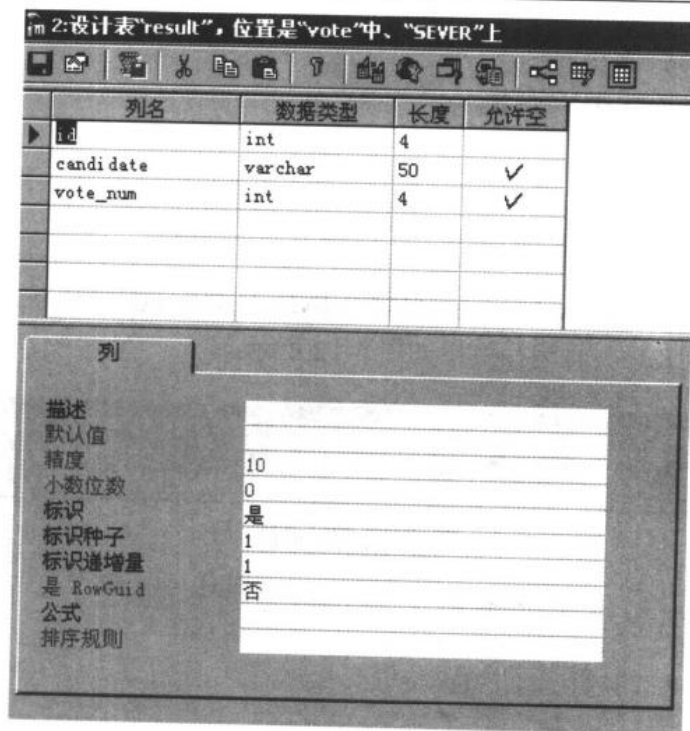 2:设计表“result”，位置是“vote”中、“SEVER”上
列名 数据类型 长度 允许空
id int 4
candidate varchar 50
vote_num int 4
列
描述
默认值
精度 10
小数位数 0
标识 是
标识种子 1
标识递增量 1
是 RowGuid 否
公式
排序规则